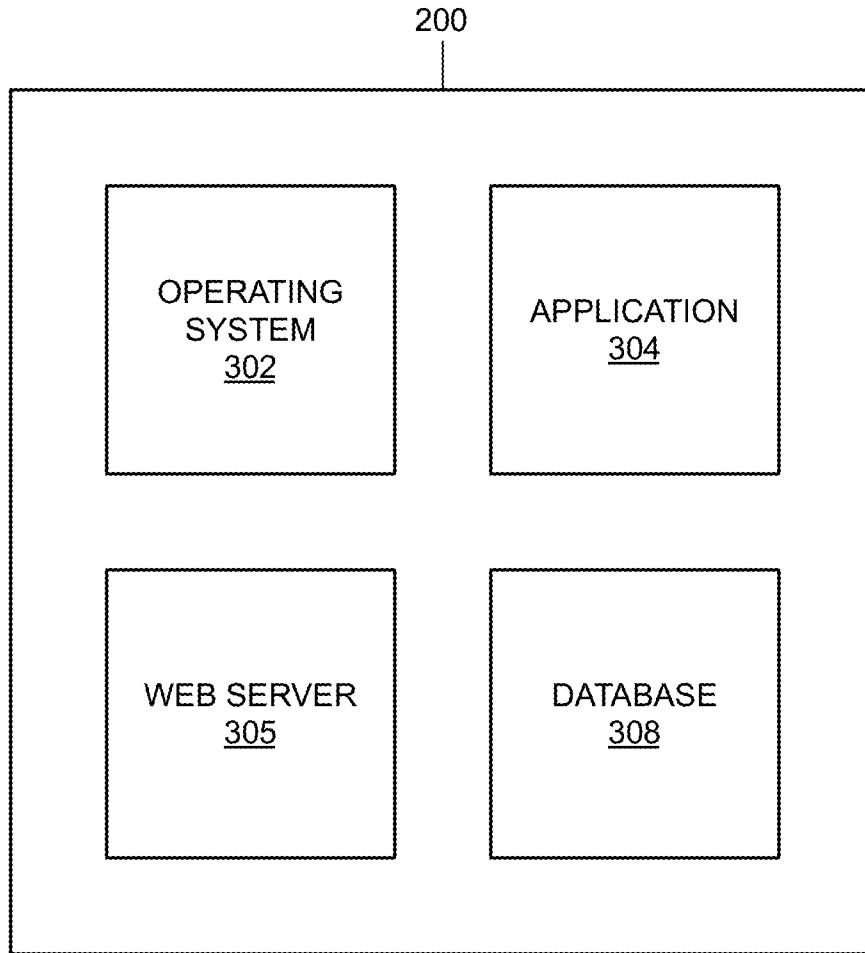 200
OPERATING
SYSTEM
302
APPLICATION
304
WEB SERVER
305
DATABASE
308